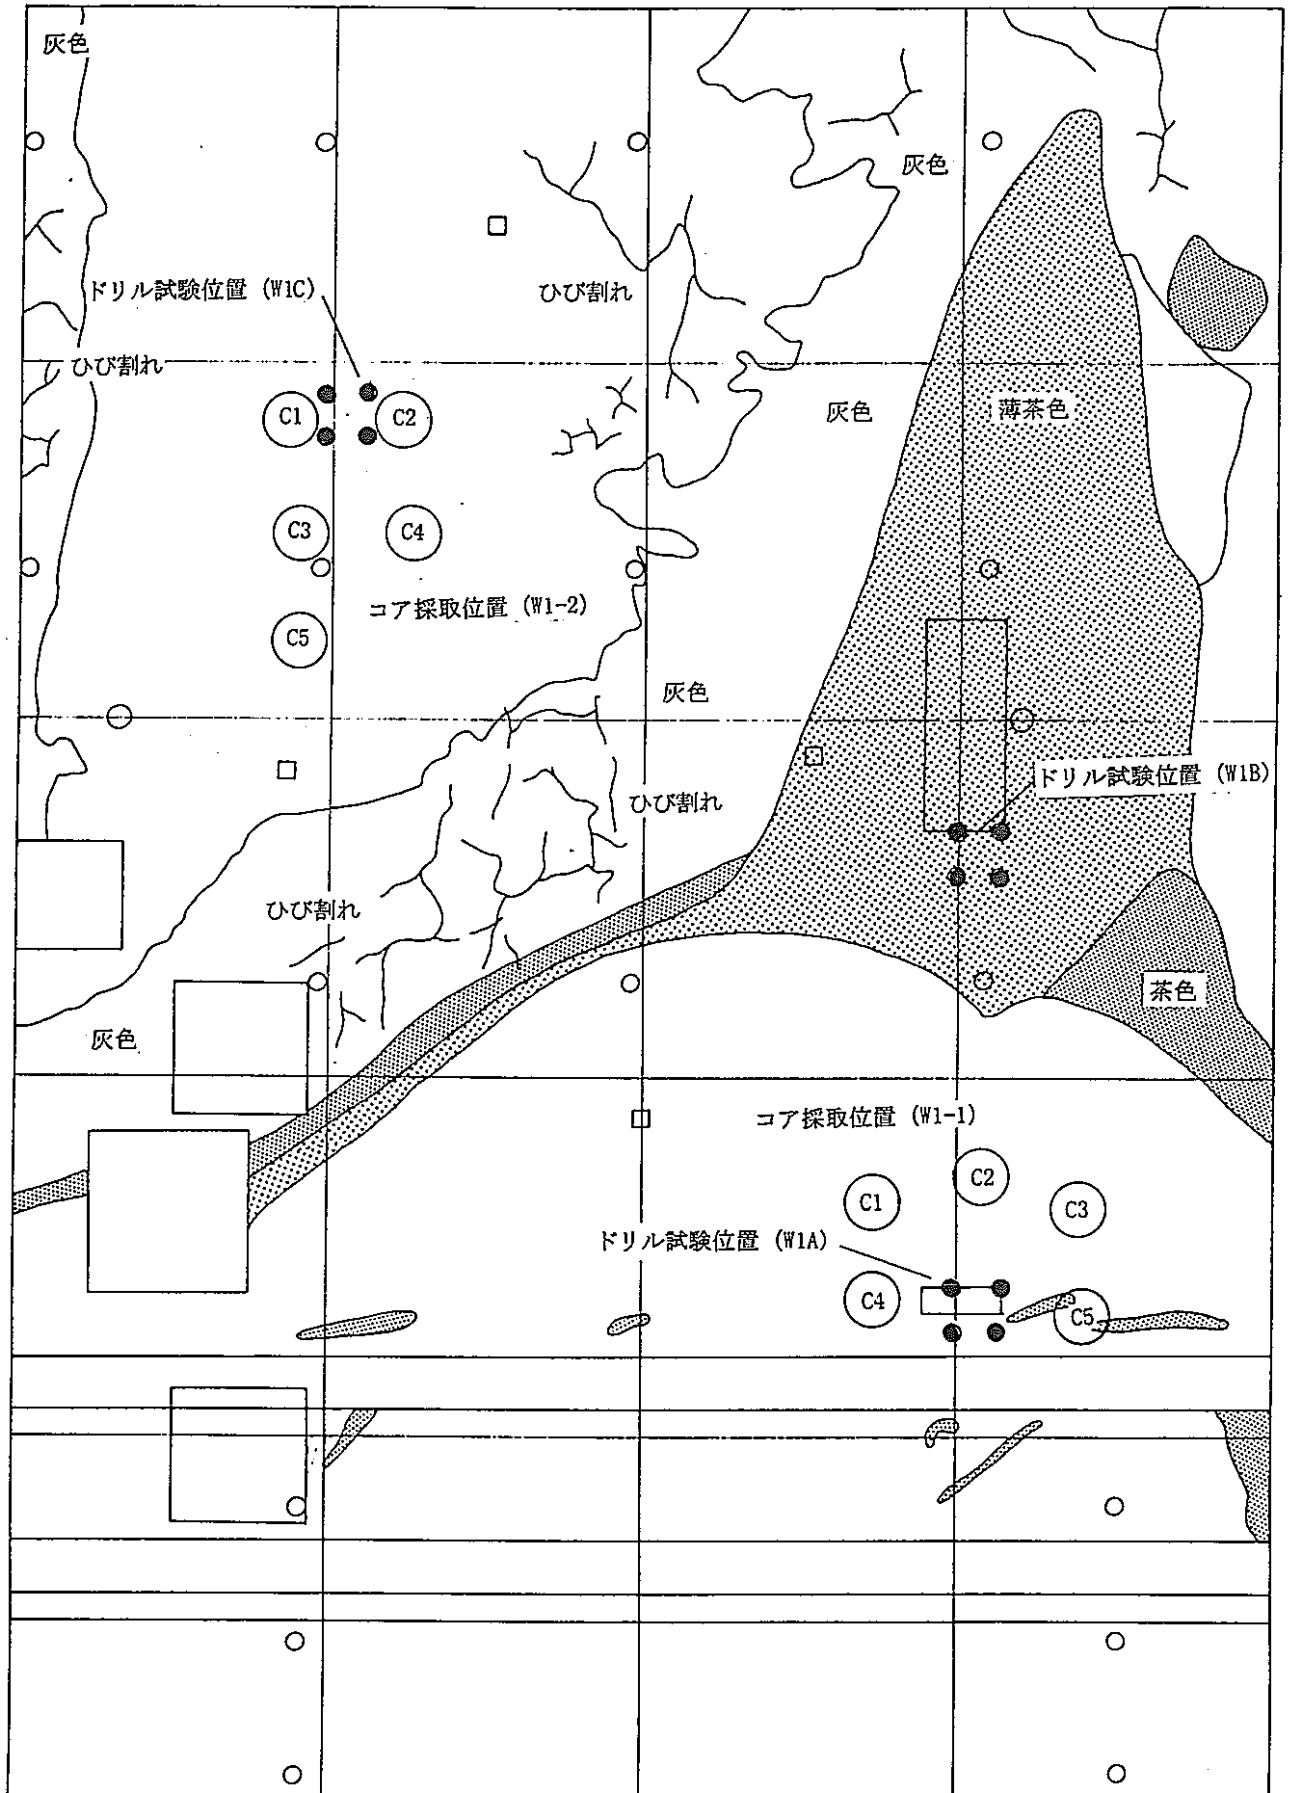 灰色
灰色
ドリル試験位置 (W1C)
ひび割れ
ひび割れ
C1
C2
灰色
薄茶色
C3
C4
コア採取位置 (W1-2)
C5
灰色
ドリル試験位置 (W1B)
ひび割れ
ひび割れ
茶色
灰色
コア採取位置 (W1-1)
C2
C1
C3
ドリル試験位置 (W1A)
C4
C5